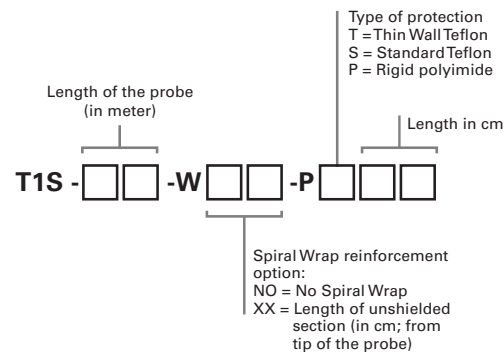 Type of protection
T = Thin Wall Teflon
S = Standard Teflon
P = Rigid polyimide
Length of the probe
(in meter)
Length in cm
T1S - -W -P
Spiral Wrap reinforcement
option:
NO = No Spiral Wrap
XX = Length of unshielded
section (in cm; from
tip of the probe)